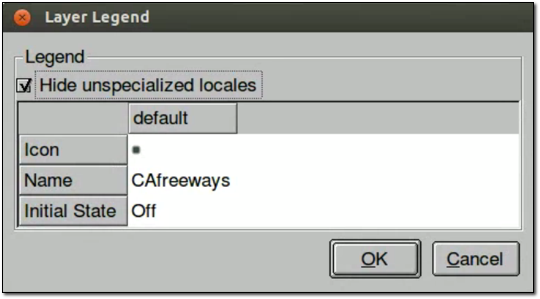 Layer Legend
Legend
Hide unspecialized locales
default
Icon
Name CAfreeways
Initial State Off
OK Cancel